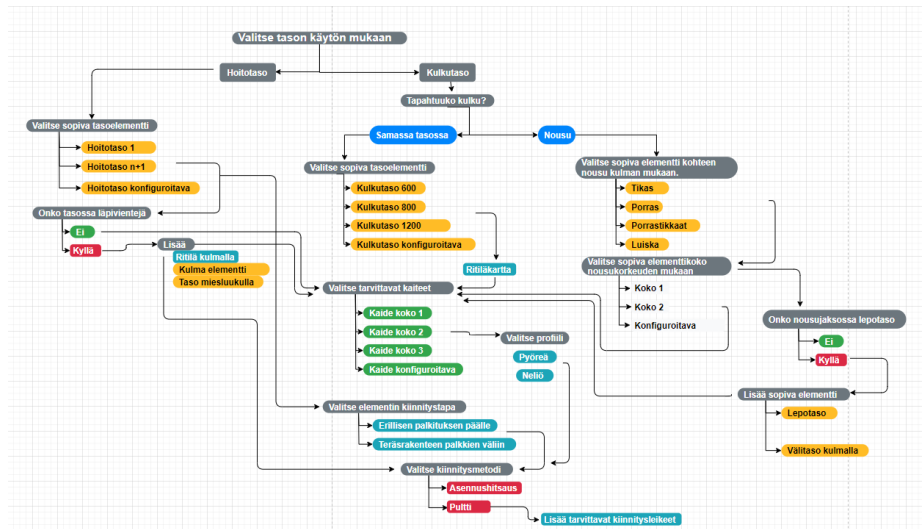 Valitse tason käytön mukaan
Hoitotaso
Kulkutaso
Tapahtuuko kulku?
Samassa tasossa
Nousu
Valitse sopiva tasoelementti
Hoitotaso 1
Hoitotaso n+1
Hoitotaso konfiguroitava
Onko tasossa läpivientejä
Ei
Kyllä
Lisää
Ritilä kulmalla
Kulma elementti
Taso miesluukulla
Valitse sopiva tasoelementti
Kulkutaso 600
Kulkutaso 800
Kulkutaso 1200
Kulkutaso konfiguroitava
Ritiläkartta
Valitse sopiva elementti kohteen
nousu kulman mukaan.
Tikas
Porras
Porrastikkaat
Luiska
Valitse sopiva elementtikoko
nousukorkeuden mukaan
Koko 1
Koko 2
Konfiguroitava
Onko nousujaksossa lepotaso
Ei
Kyllä
Lisää sopiva elementti
Lepotaso
Välitaso kulmalla
Valitse tarvittavat kaiteet
Kaide koko 1
Kaide koko 2
Kaide koko 3
Kaide konfiguroitava
Valitse profiili
Pyöreä
Neliö
Valitse elementin kiinnitystapa
Erillisen palkituksen päälle
Teräsrakenteen palkkien väliin
Valitse kiinnitysmetodi
Asennushitsaus
Pultti
Lisää tarvittavat kiinnitysleikeet